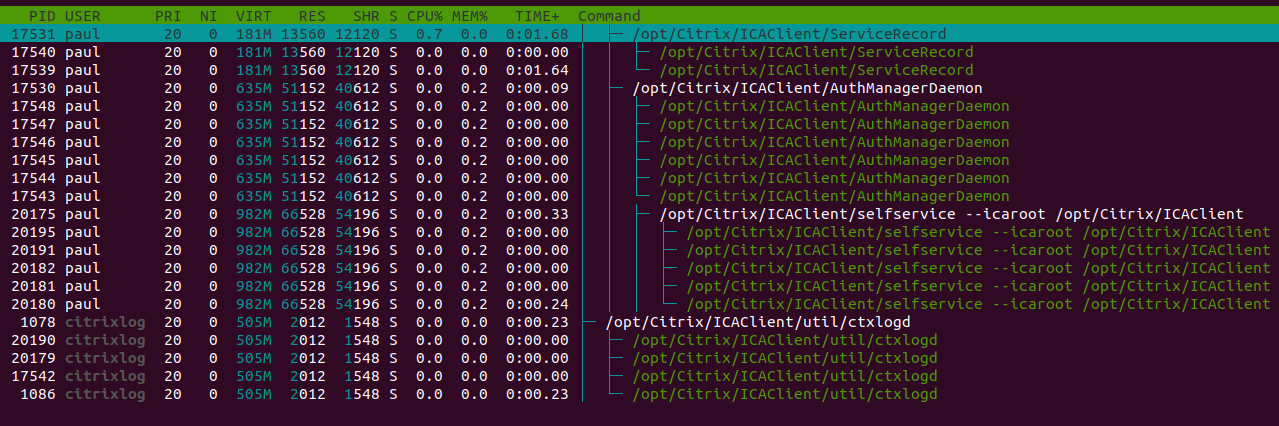 PID USER PRI NI VIRT RES SHR S CPU% MEM% TIME+ Command
17531 paul 20 0 181M 13560 12120 S 0.7 0.0 0:01.68 /opt/Citrix/ICAClient/ServiceRecord
17540 paul 20 0 181M 13560 12120 S 0.0 0.0 0:00.00 /opt/Citrix/ICAClient/ServiceRecord
17539 paul 20 0 181M 13560 12120 S 0.0 0.0 0:01.64 /opt/Citrix/ICAClient/ServiceRecord
17530 paul 20 0 635M 51152 40612 S 0.0 0.2 0:00.09 /opt/Citrix/ICAClient/AuthManagerDaemon
17548 paul 20 0 635M 51152 40612 S 0.0 0.2 0:00.00 /opt/Citrix/ICAClient/AuthManagerDaemon
17547 paul 20 0 635M 51152 40612 S 0.0 0.2 0:00.00 /opt/Citrix/ICAClient/AuthManagerDaemon
17546 paul 20 0 635M 51152 40612 S 0.0 0.2 0:00.00 /opt/Citrix/ICAClient/AuthManagerDaemon
17545 paul 20 0 635M 51152 40612 S 0.0 0.2 0:00.00 /opt/Citrix/ICAClient/AuthManagerDaemon
17544 paul 20 0 635M 51152 40612 S 0.0 0.2 0:00.00 /opt/Citrix/ICAClient/AuthManagerDaemon
17543 paul 20 0 635M 51152 40612 S 0.0 0.2 0:00.00 /opt/Citrix/ICAClient/AuthManagerDaemon
20175 paul 20 0 982M 66528 54196 S 0.0 0.2 0:00.33 /opt/Citrix/ICAClient/selfservice --icaroot /opt/Citrix/ICAClient
20195 paul 20 0 982M 66528 54196 S 0.0 0.2 0:00.00 /opt/Citrix/ICAClient/selfservice --icaroot /opt/Citrix/ICAClient
20191 paul 20 0 982M 66528 54196 S 0.0 0.2 0:00.00 /opt/Citrix/ICAClient/selfservice --icaroot /opt/Citrix/ICAClient
20182 paul 20 0 982M 66528 54196 S 0.0 0.2 0:00.00 /opt/Citrix/ICAClient/selfservice --icaroot /opt/Citrix/ICAClient
20181 paul 20 0 982M 66528 54196 S 0.0 0.2 0:00.00 /opt/Citrix/ICAClient/selfservice --icaroot /opt/Citrix/ICAClient
20180 paul 20 0 982M 66528 54196 S 0.0 0.2 0:00.24 /opt/Citrix/ICAClient/selfservice --icaroot /opt/Citrix/ICAClient
1078 citrixlog 20 0 505M 2012 1548 S 0.0 0.0 0:00.23 /opt/Citrix/ICAClient/util/ctxlogd
20190 citrixlog 20 0 505M 2012 1548 S 0.0 0.0 0:00.00 /opt/Citrix/ICAClient/util/ctxlogd
20179 citrixlog 20 0 505M 2012 1548 S 0.0 0.0 0:00.00 /opt/Citrix/ICAClient/util/ctxlogd
17542 citrixlog 20 0 505M 2012 1548 S 0.0 0.0 0:00.00 /opt/Citrix/ICAClient/util/ctxlogd
1086 citrixlog 20 0 505M 2012 1548 S 0.0 0.0 0:00.23 /opt/Citrix/ICAClient/util/ctxlogd